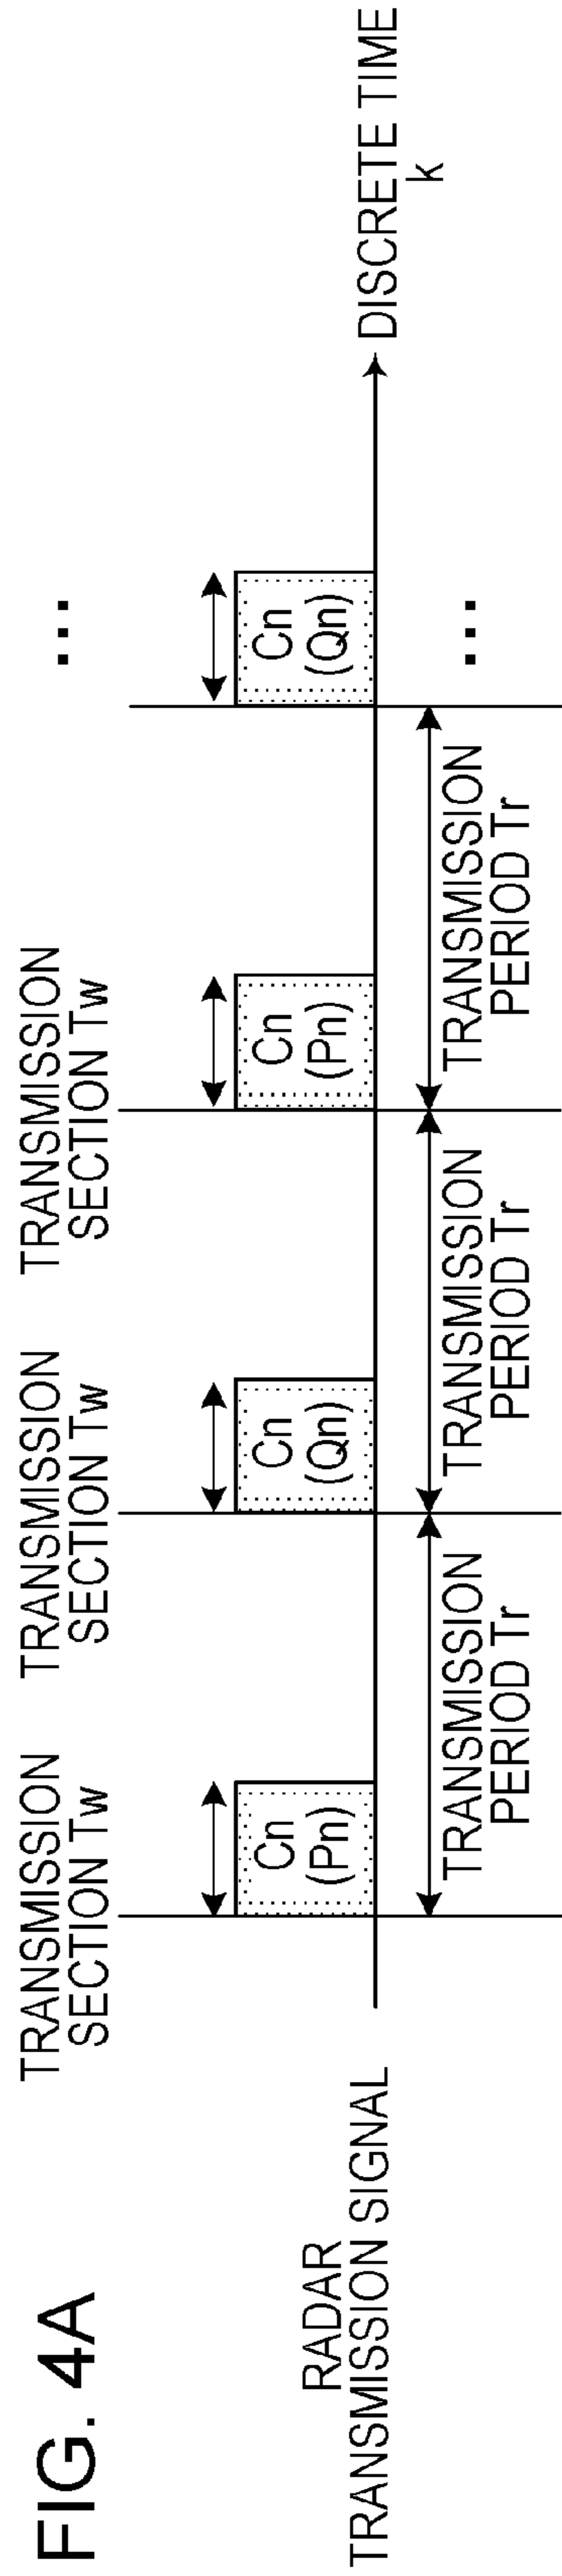 FIG. 4A
TRANSMISSION
SECTION Tw
TRANSMISSION
SECTION Tw
TRANSMISSION
SECTION Tw
...
RADAR
TRANSMISSION SIGNAL
Cn
(Pn)
Cn
(Qn)
Cn
(Pn)
Cn
(Qn)
DISCRETE TIME
k
TRANSMISSION
PERIOD Tr
TRANSMISSION
PERIOD Tr
TRANSMISSION
PERIOD Tr
...